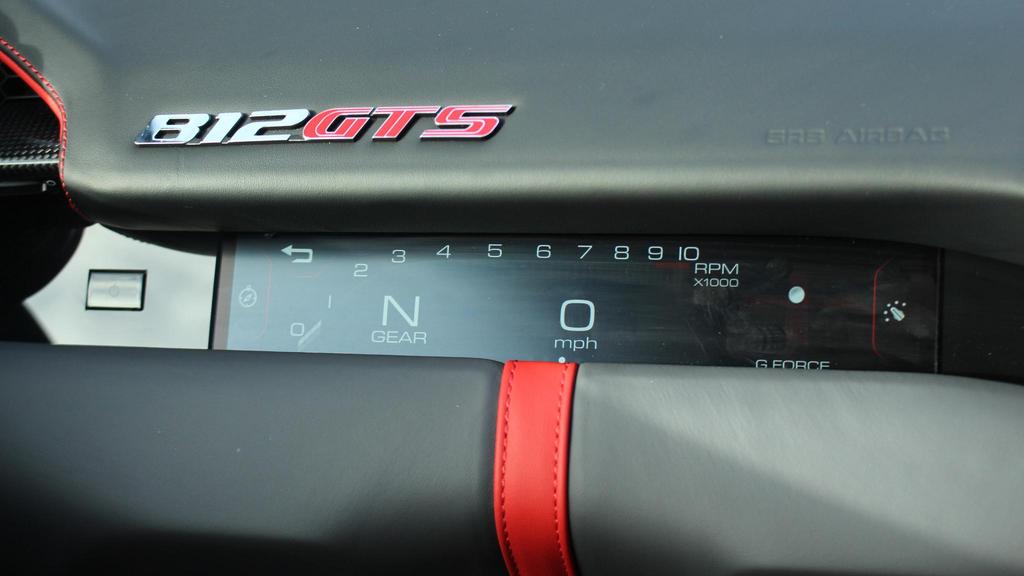 812GTS
SRS AIRBAG
0 1 2 3 4 5 6 7 8 9 10
RPM
X1000
N
GEAR
0
mph
G FORCE